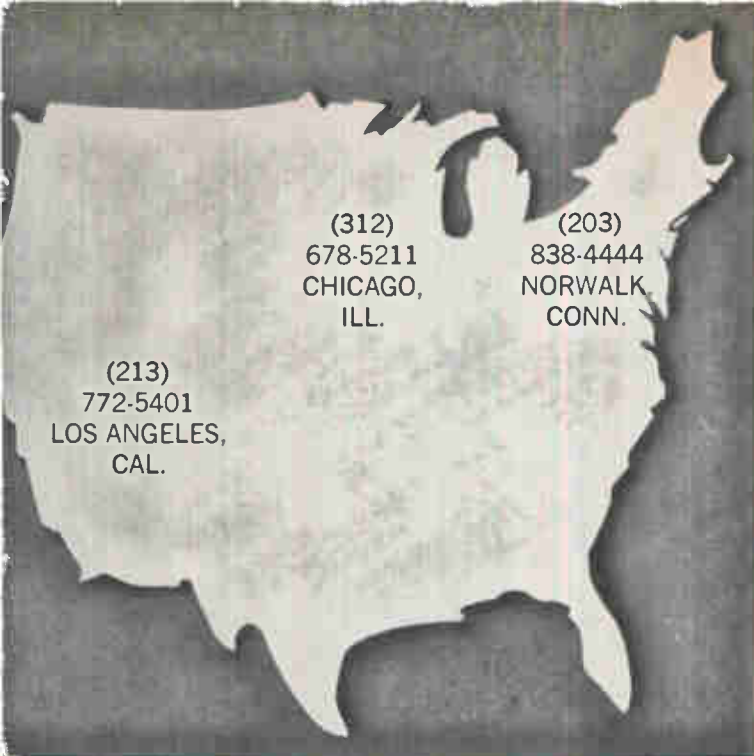 (312)
678-5211
CHICAGO,
ILL.
(203)
838-4444
NORWALK,
CONN.
(213)
772-5401
LOS ANGELES,
CAL.